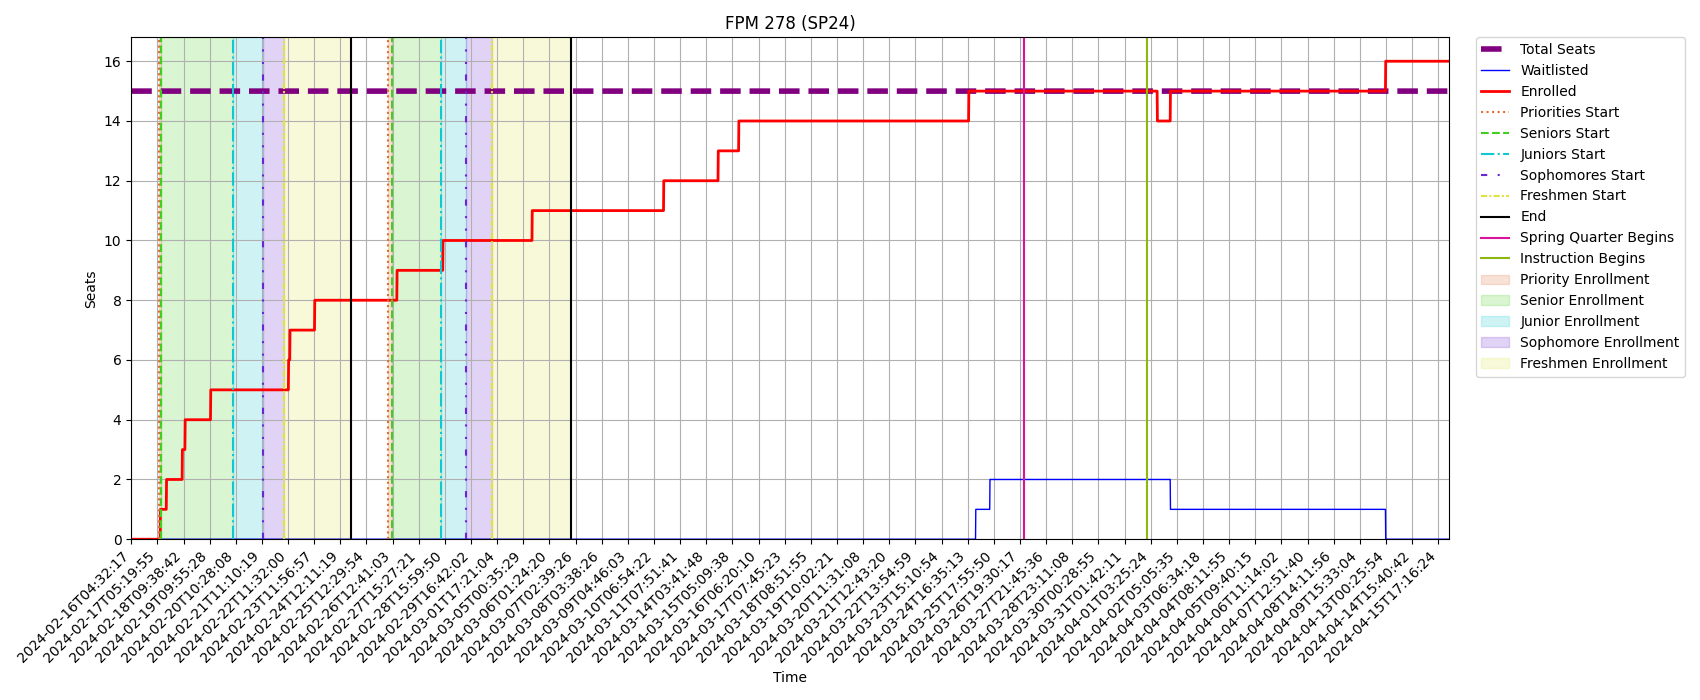 FPM 278 (SP24)
Seats
16
14
12
10
8
6
4
2
0
2024-02-16T04:32:17
2024-02-17T05:19:55
2024-02-18T09:38:42
2024-02-19T09:55:28
2024-02-20T10:28:08
2024-02-21T11:10:19
2024-02-22T11:32:00
2024-02-23T11:56:57
2024-02-24T12:11:19
2024-02-25T12:29:54
2024-02-26T12:41:03
2024-02-27T15:27:21
2024-02-28T15:59:50
2024-02-29T16:42:02
2024-03-01T17:21:04
2024-03-05T00:35:29
2024-03-06T01:24:20
2024-03-07T02:39:26
2024-03-08T03:38:26
2024-03-09T04:46:03
2024-03-10T06:54:22
2024-03-11T07:51:41
2024-03-14T03:41:48
2024-03-15T05:09:38
2024-03-16T06:20:10
2024-03-17T07:45:23
2024-03-18T08:51:55
2024-03-19T10:02:21
2024-03-20T11:31:08
2024-03-21T12:43:20
2024-03-22T13:54:59
2024-03-23T15:10:54
2024-03-24T16:35:13
2024-03-25T17:55:50
2024-03-26T19:30:17
2024-03-27T21:45:36
2024-03-28T23:11:08
2024-03-30T00:28:55
2024-03-31T01:42:11
2024-04-01T03:25:24
2024-04-02T05:05:35
2024-04-03T06:34:18
2024-04-04T08:11:55
2024-04-05T09:40:15
2024-04-06T11:14:02
2024-04-07T12:51:40
2024-04-08T14:11:56
2024-04-09T15:33:04
2024-04-13T00:25:54
2024-04-14T15:40:42
2024-04-15T17:16:24
Time
Total Seats
Waitlisted
Enrolled
Priorities Start
Seniors Start
Juniors Start
Sophomores Start
Freshmen Start
End
Spring Quarter Begins
Instruction Begins
Priority Enrollment
Senior Enrollment
Junior Enrollment
Sophomore Enrollment
Freshmen Enrollment